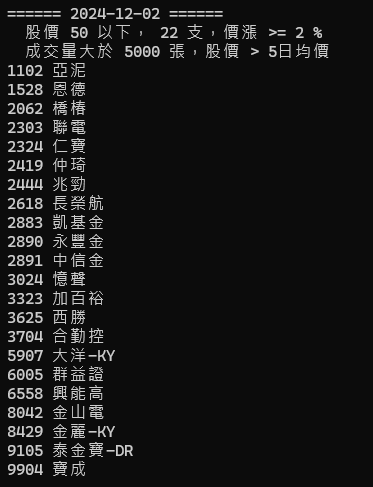 ====== 2024-12-02 ======
股價 50 以下， 22 支，價漲 >= 2 %
成交量大於 5000 張，股價 > 5日均價
1102 亞泥
1528 恩德
2062 橋椿
2303 聯電
2324 仁寶
2419 仲琦
2444 兆勁
2618 長榮航
2883 凱基金
2890 永豐金
2891 中信金
3024 憶聲
3323 加百裕
3625 西勝
3704 合勤控
5907 大洋-KY
6005 群益證
6558 興能高
8042 金山電
8429 金麗-KY
9105 泰金寶-DR
9904 寶成